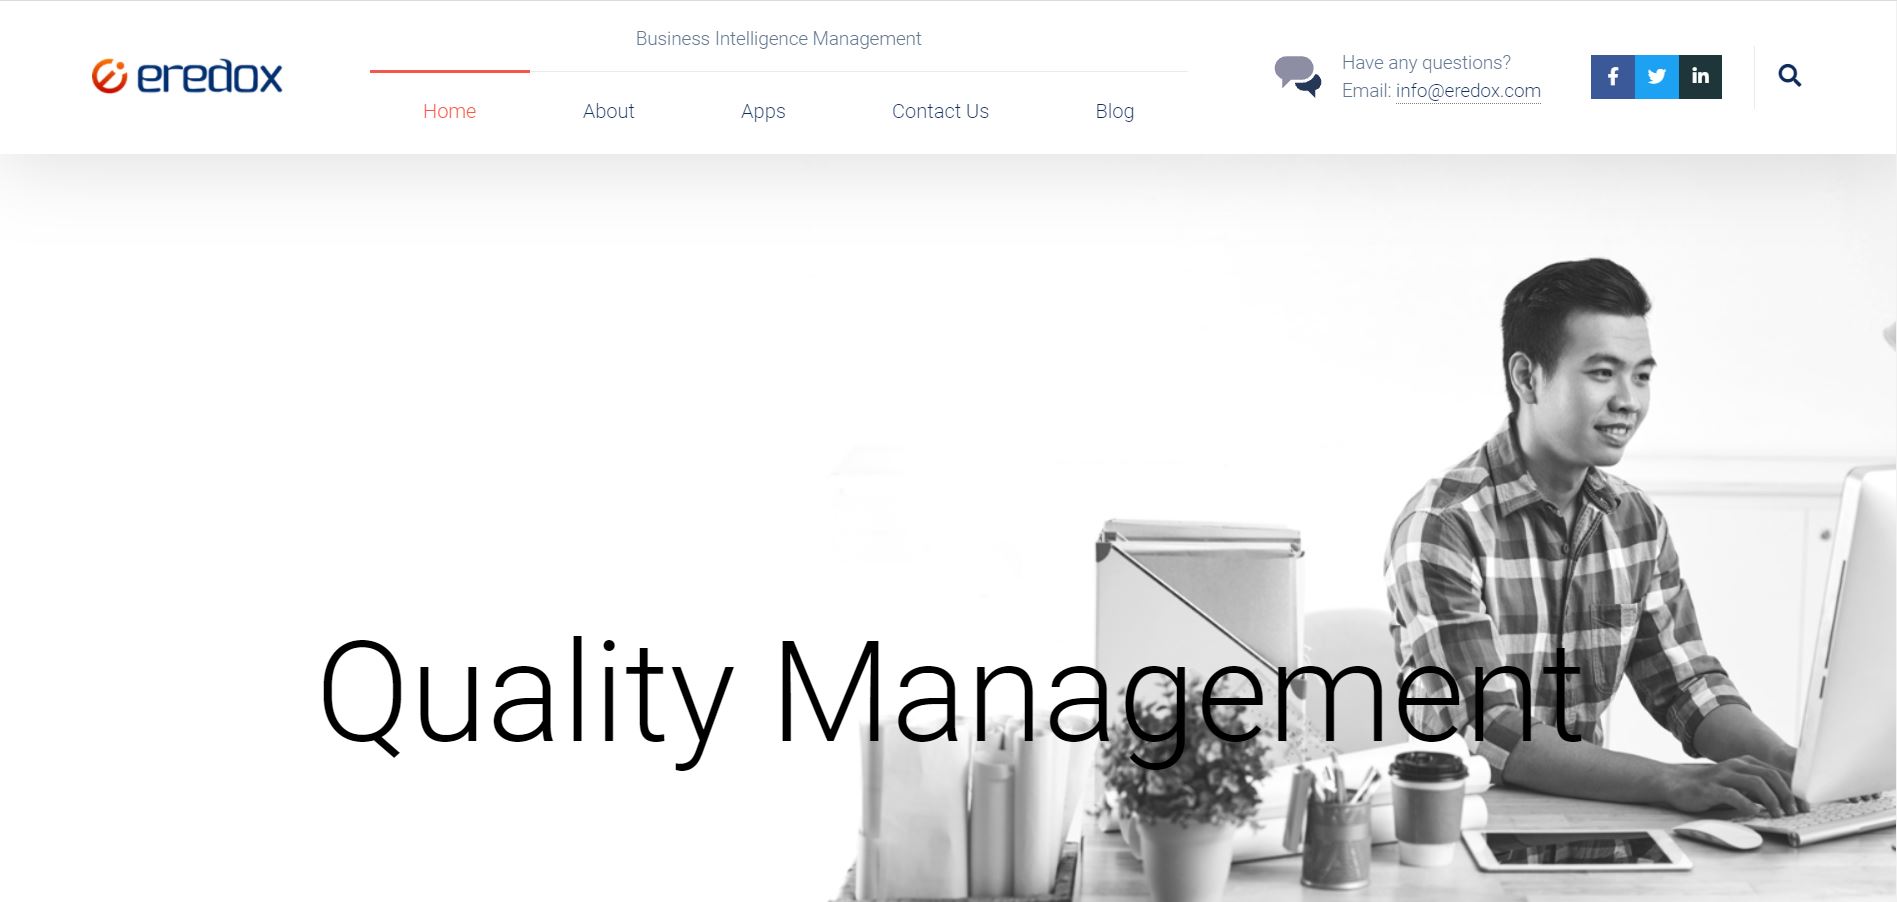 eredox
Business Intelligence Management
Home
About
Apps
Contact Us
Blog
Have any questions?
Email: info@eredox.com
Quality Management